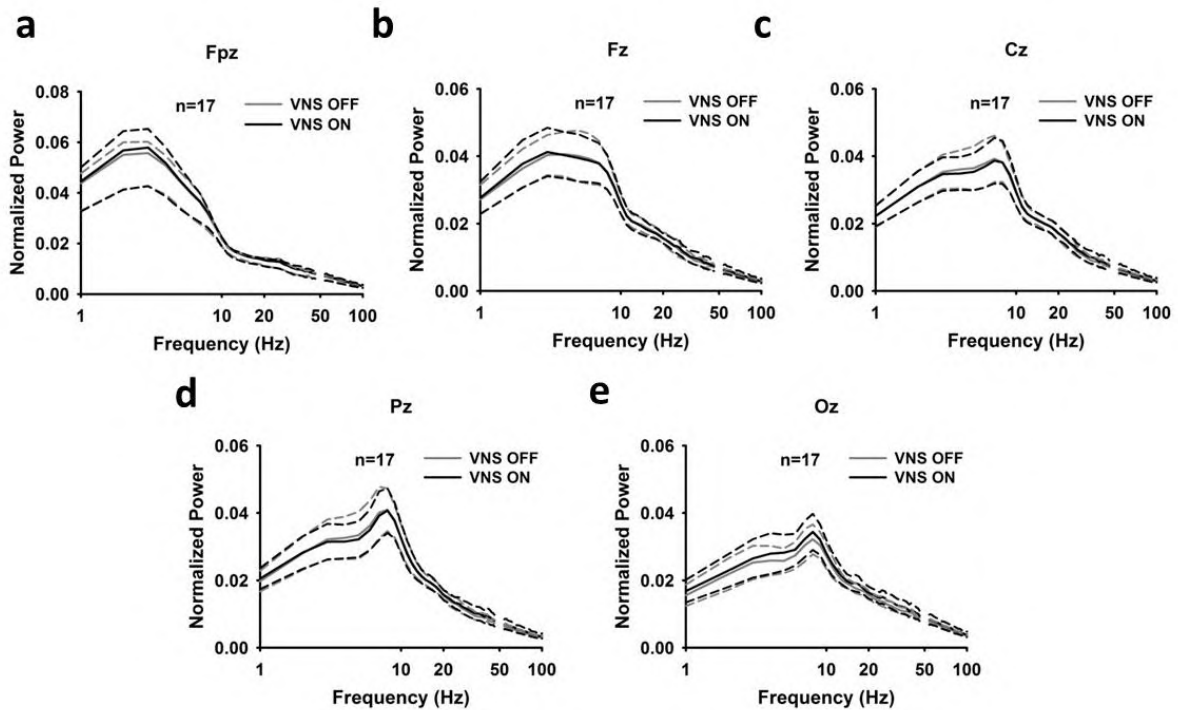 a
Fpz
Normalized Power
0.08
0.06
0.04
0.02
0.00
n=17
VNS OFF
VNS ON
1
10
20
50
100
Frequency (Hz)
b
Fz
Normalized Power
0.06
0.04
0.02
0.00
n=17
VNS OFF
VNS ON
1
10
20
50
100
Frequency (Hz)
c
Cz
Normalized Power
0.06
0.04
0.02
0.00
n=17
VNS OFF
VNS ON
1
10
20
50
100
Frequency (Hz)
d
Pz
Normalized Power
0.06
0.04
0.02
0.00
n=17
VNS OFF
VNS ON
1
10
20
50
100
Frequency (Hz)
e
Oz
Normalized Power
0.06
0.04
0.02
0.00
n=17
VNS OFF
VNS ON
1
10
20
50
100
Frequency (Hz)